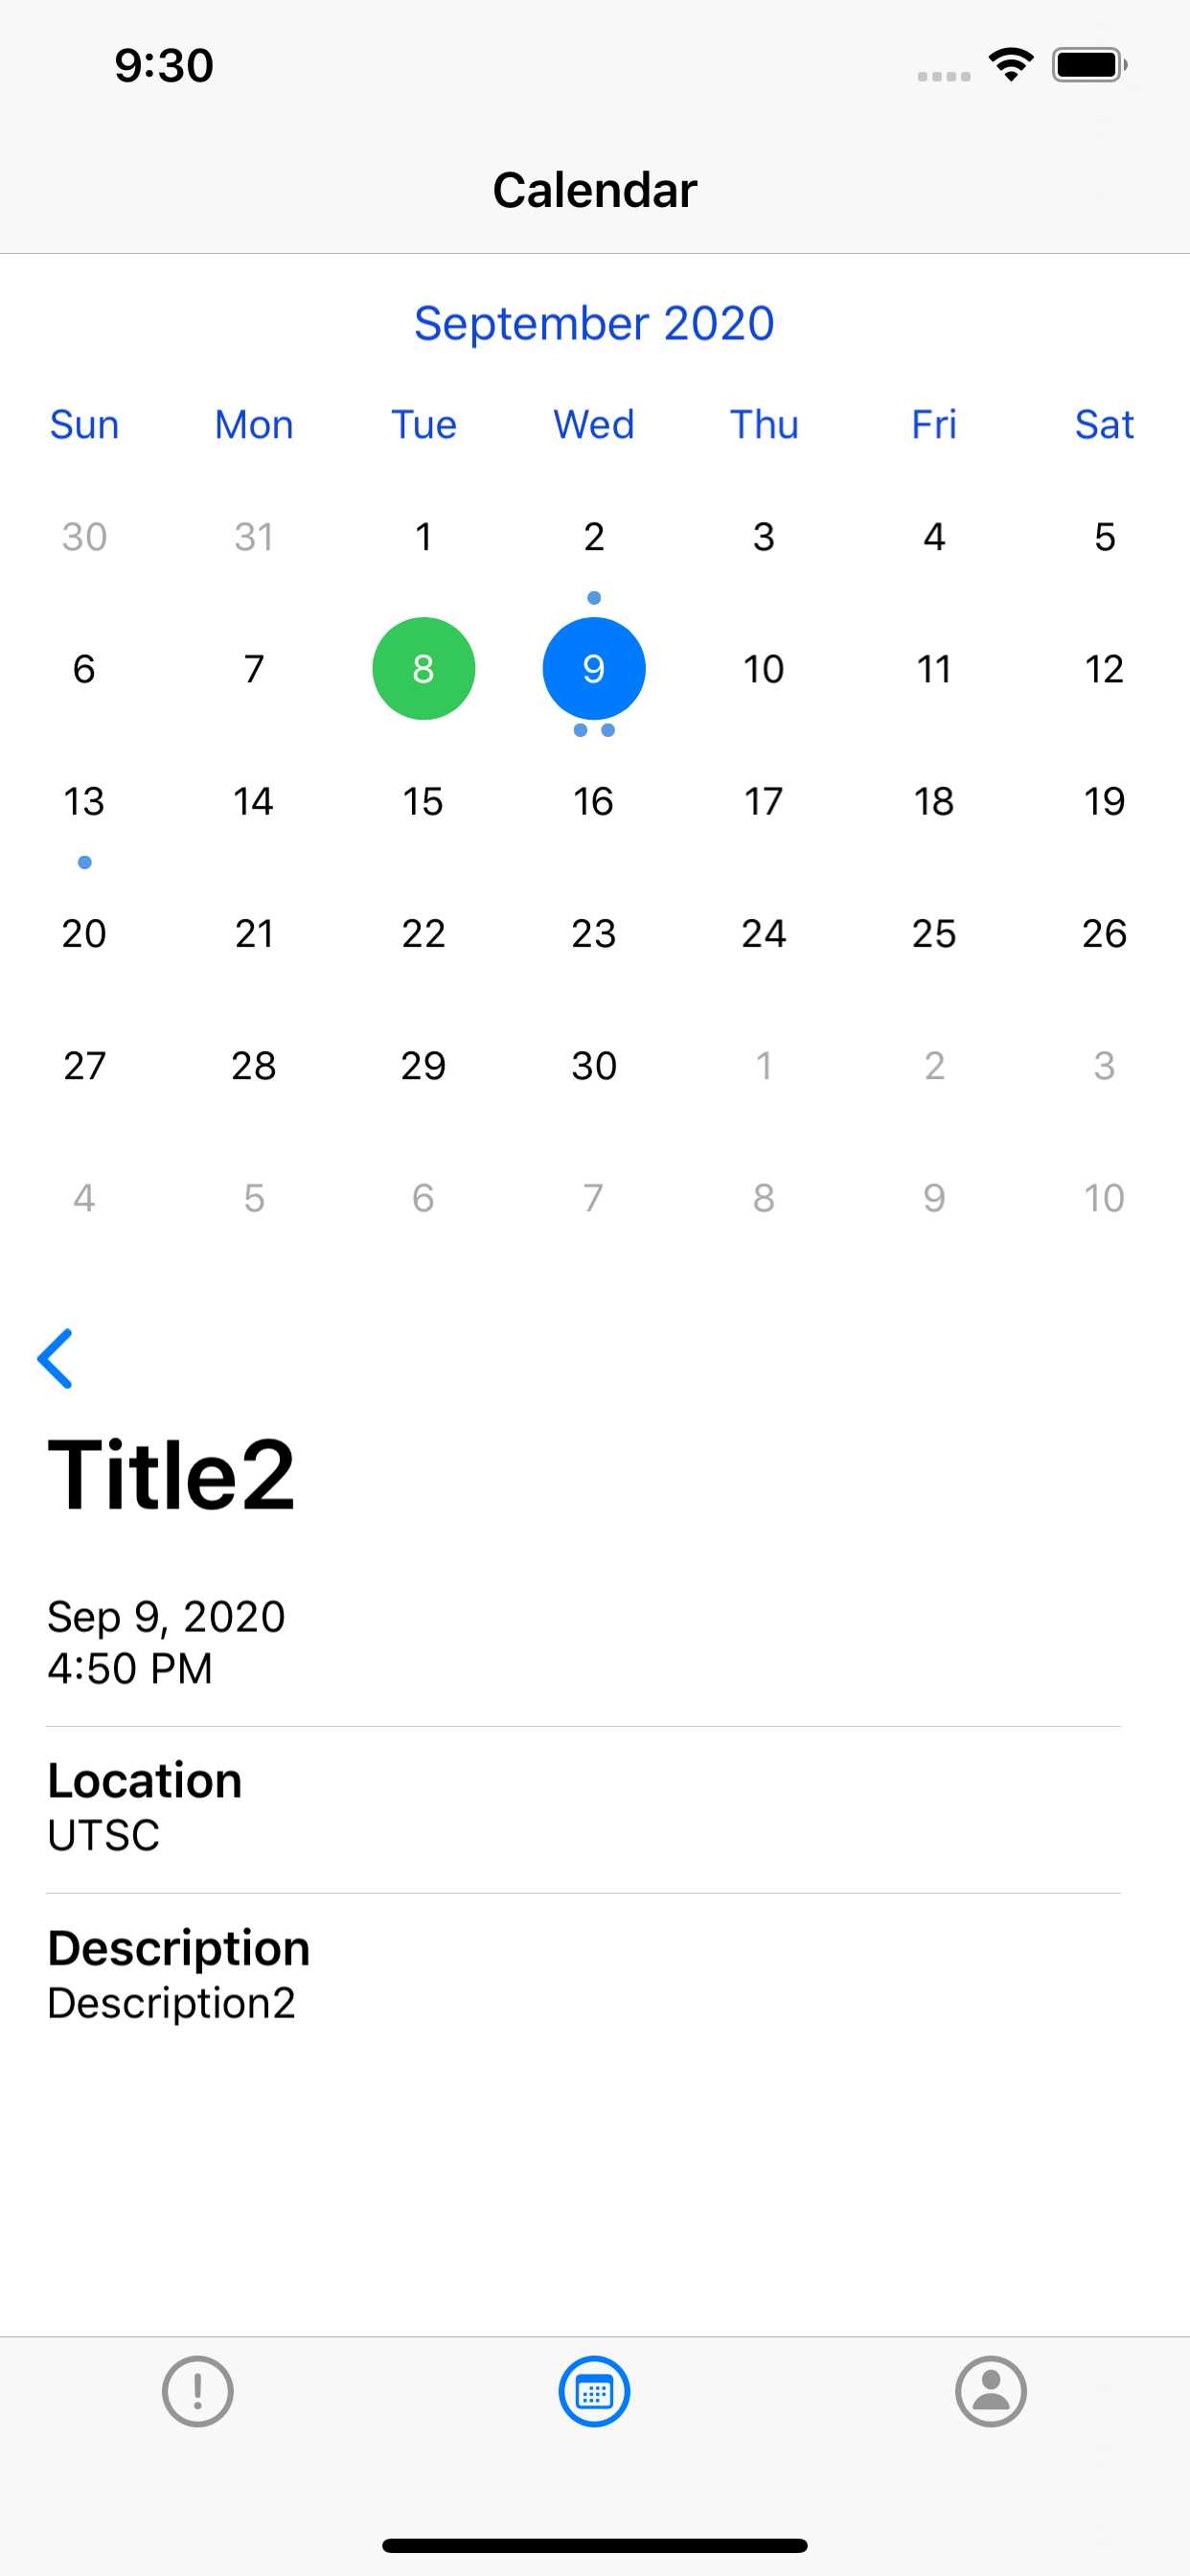 9:30
Calendar
September 2020
Sun Mon Tue Wed Thu Fri Sat
30 31 1 2 3 4 5
6 7 8 9 10 11 12
13 14 15 16 17 18 19
20 21 22 23 24 25 26
27 28 29 30 1 2 3
4 5 6 7 8 9 10
Title2
Sep 9, 2020
4:50 PM
Location
UTSC
Description
Description2